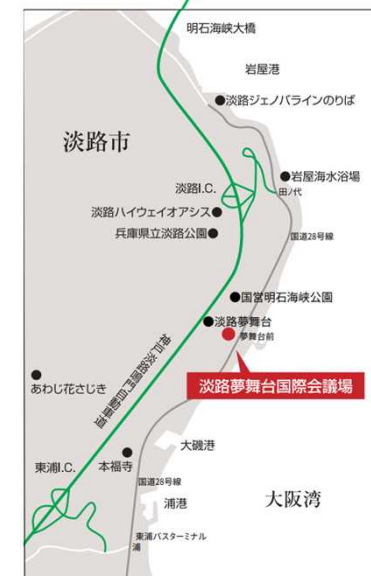 明石海峡大橋
岩屋港
淡路ジェノバラインのりば
淡路市
岩屋海水浴場
田ノ代
淡路I.C.
淡路ハイウェイオアシス
国道28号線
兵庫県立淡路公園
国営明石海峡公園
淡路夢舞台
夢舞台前
神戸淡路鳴門自動車道
淡路夢舞台国際会議場
あわじ花さじき
大磯港
東浦I.C.
本福寺
国道28号線
浦港
大阪湾
東浦バスターミナル
浦